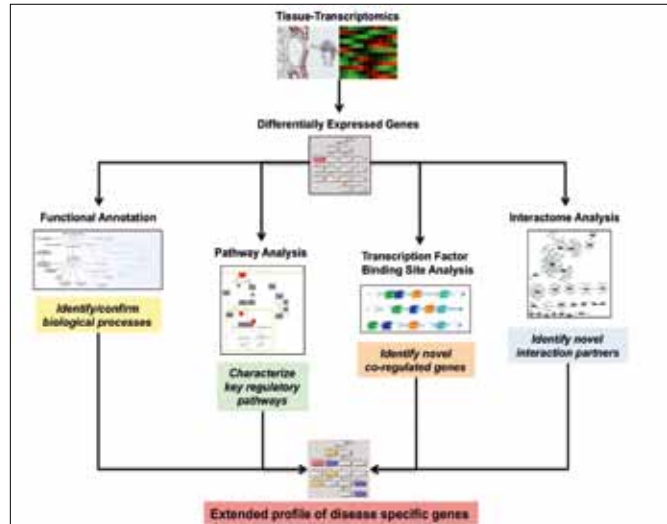 Tissue-Transcriptomics
Differentially Expressed Genes
Functional Annotation
Identify/confirm
biological processes
Pathway Analysis
Characterize
key regulatory
pathways
Transcription Factor
Binding Site Analysis
Identify novel
co-regulated genes
Interactome Analysis
Identify novel
interaction partners
Extended profile of disease specific genes